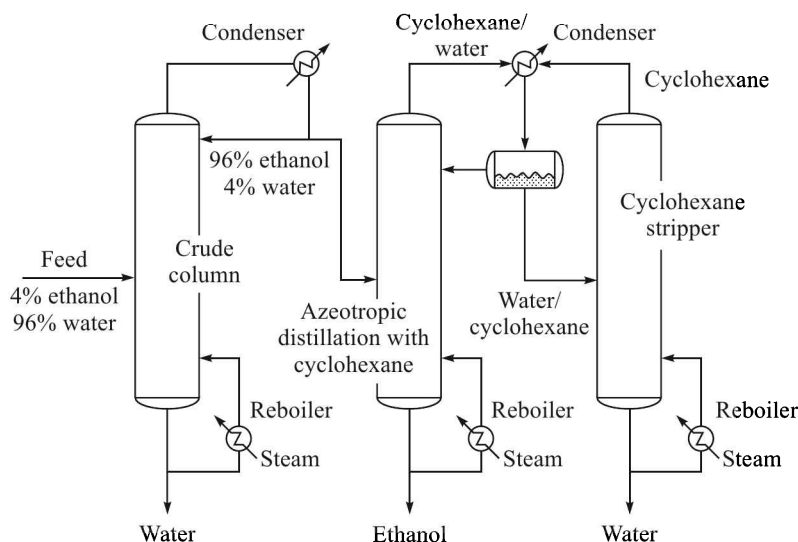 Condenser
Cyclohexane/
water
Condenser
Cyclohexane
96% ethanol
4% water
Cyclohexane
stripper
Feed
4% ethanol
96% water
Crude
column
Azeotropic
distillation with
cyclohexane
Water/
cyclohexane
Reboiler
Steam
Reboiler
Steam
Reboiler
Steam
Water
Ethanol
Water